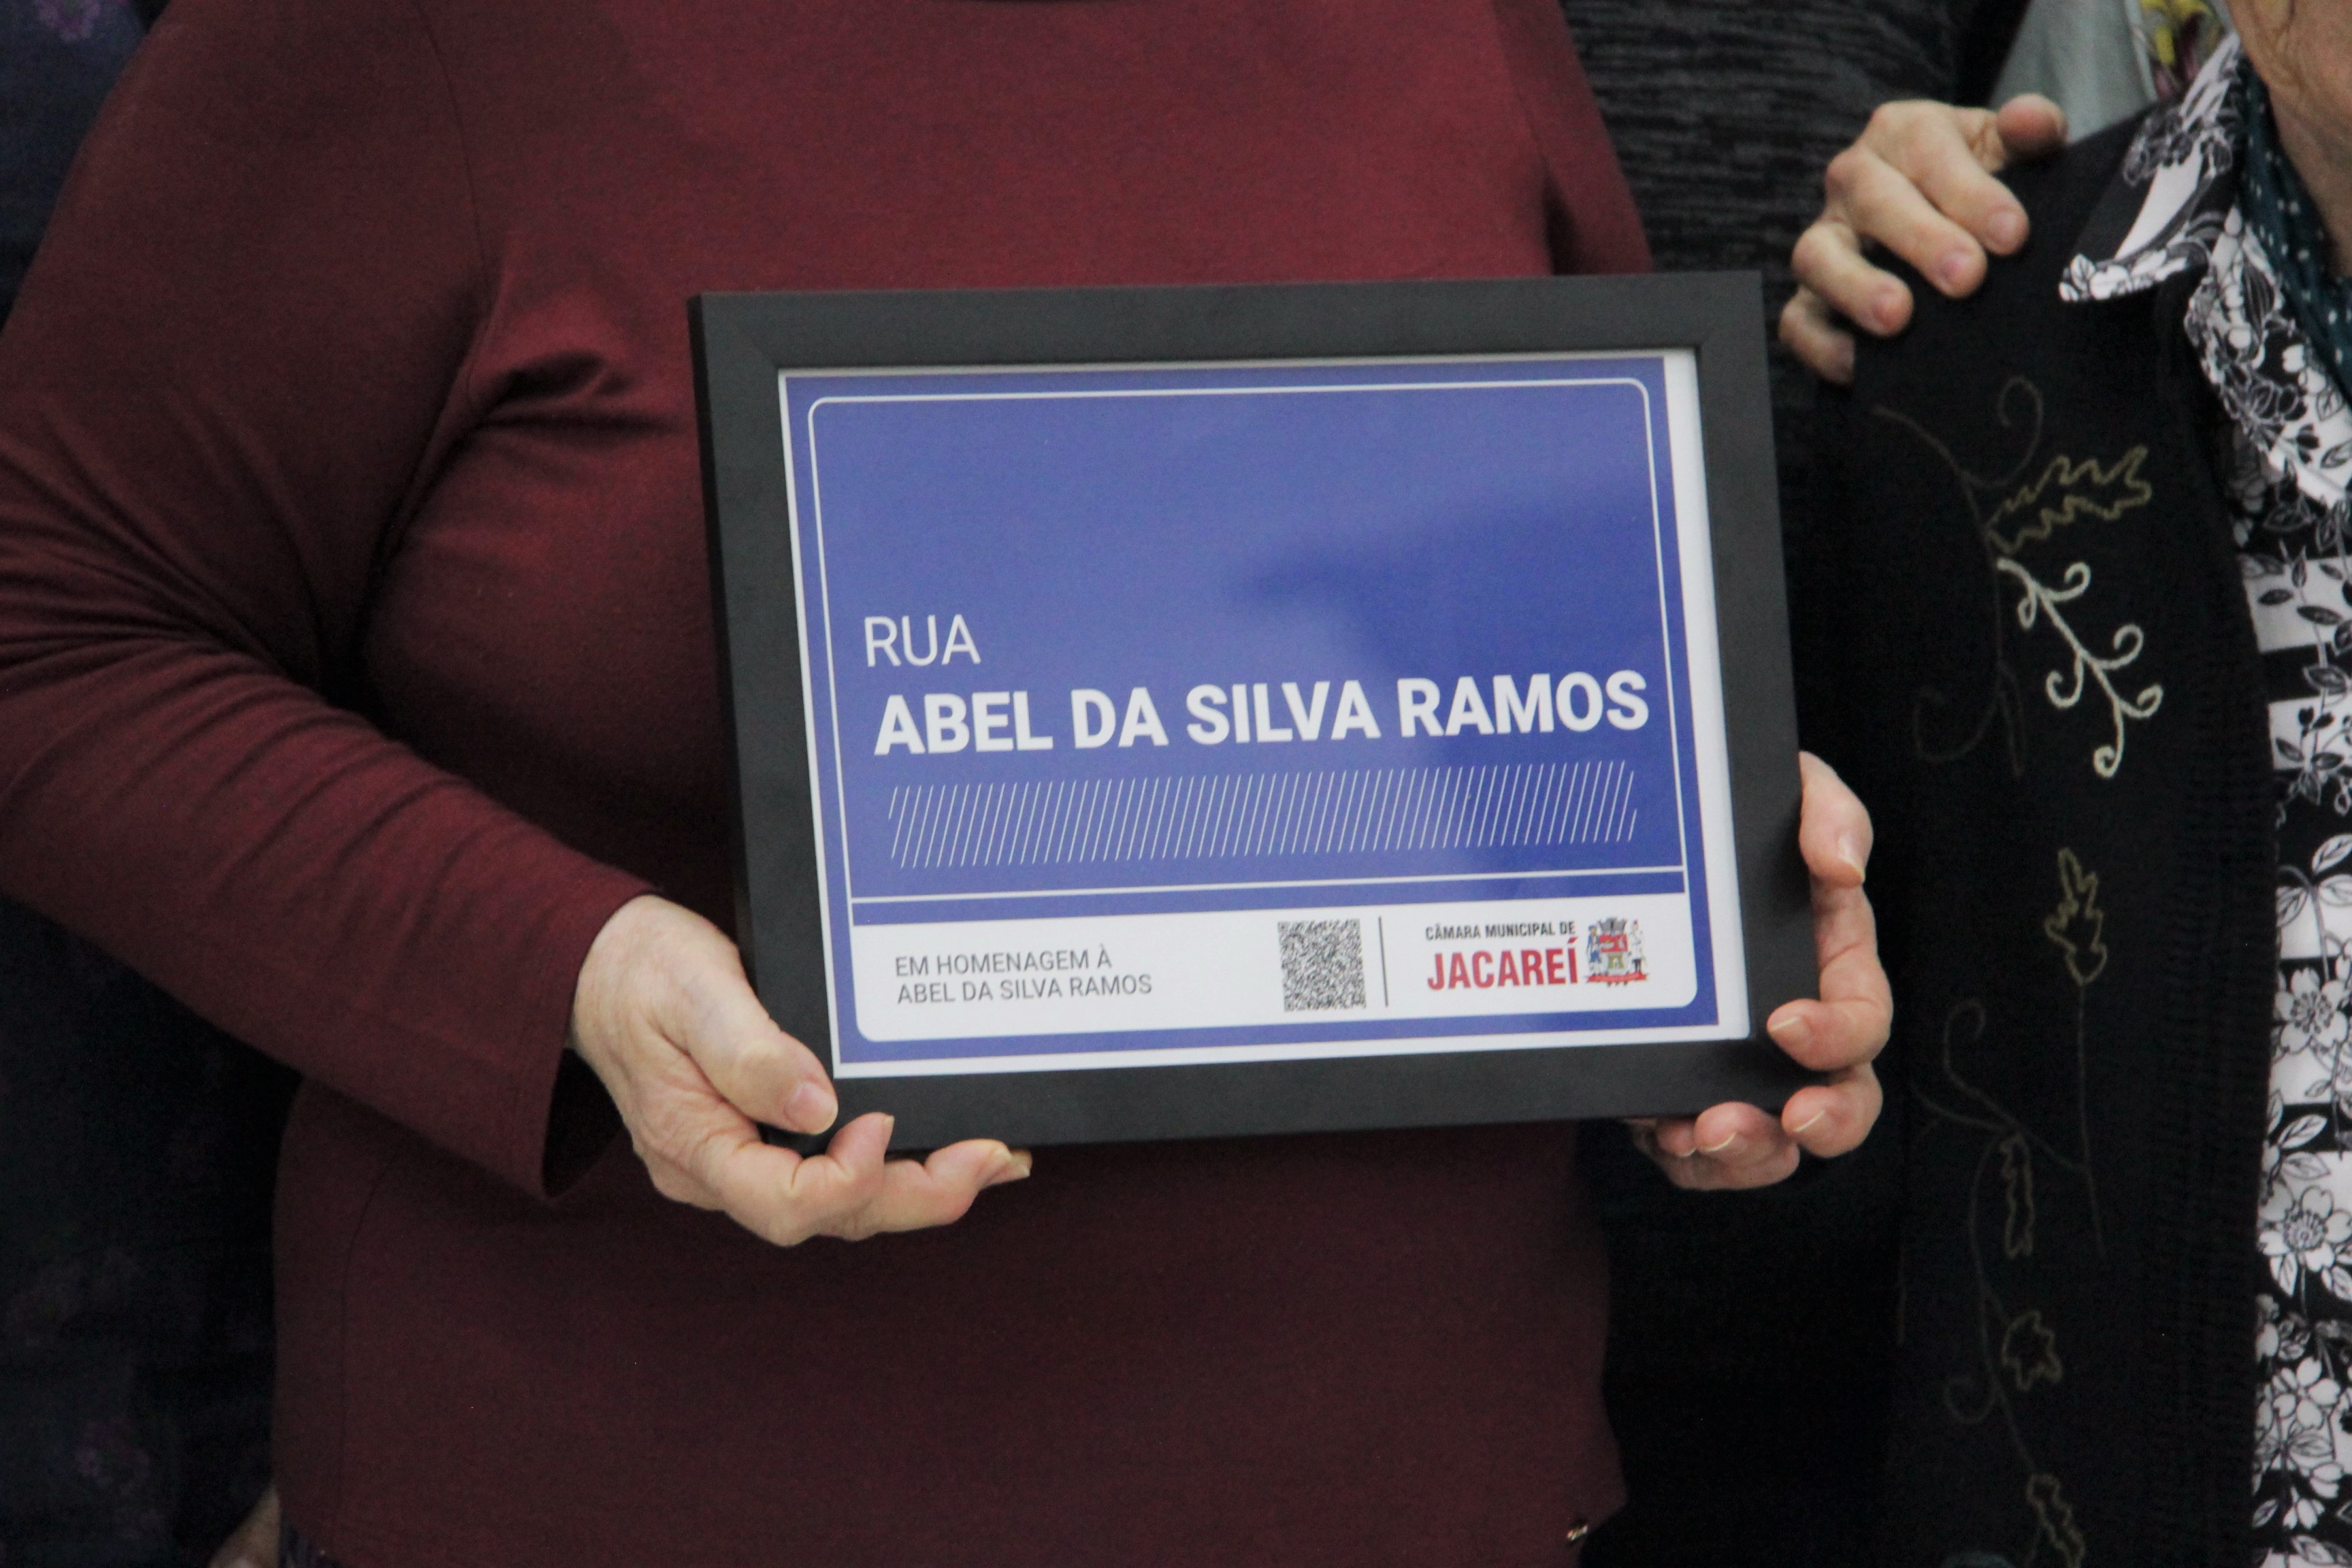 RUA
ABEL DA SILVA RAMOS
EM HOMENAGEM À
ABEL DA SILVA RAMOS
CÂMARA MUNICIPAL DE
JACAREÍ